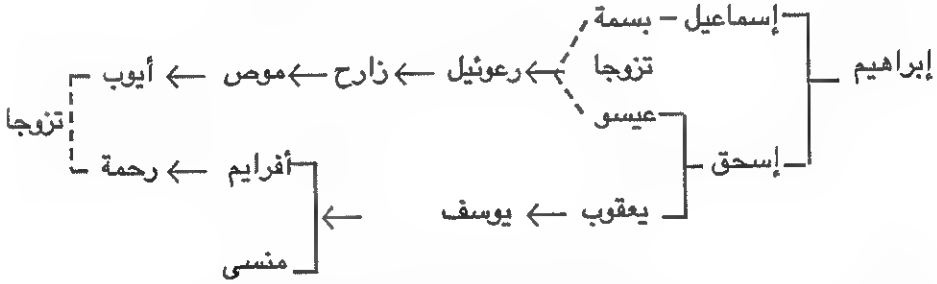 إسماعيل – بسمة
إبراهيم تزوجا رعوئيل ← زارح ← موص ← أيوب
عيسو تزوجا
إسحق أفرايم ← رحمة
يعقوب ← يوسف ←
منسى